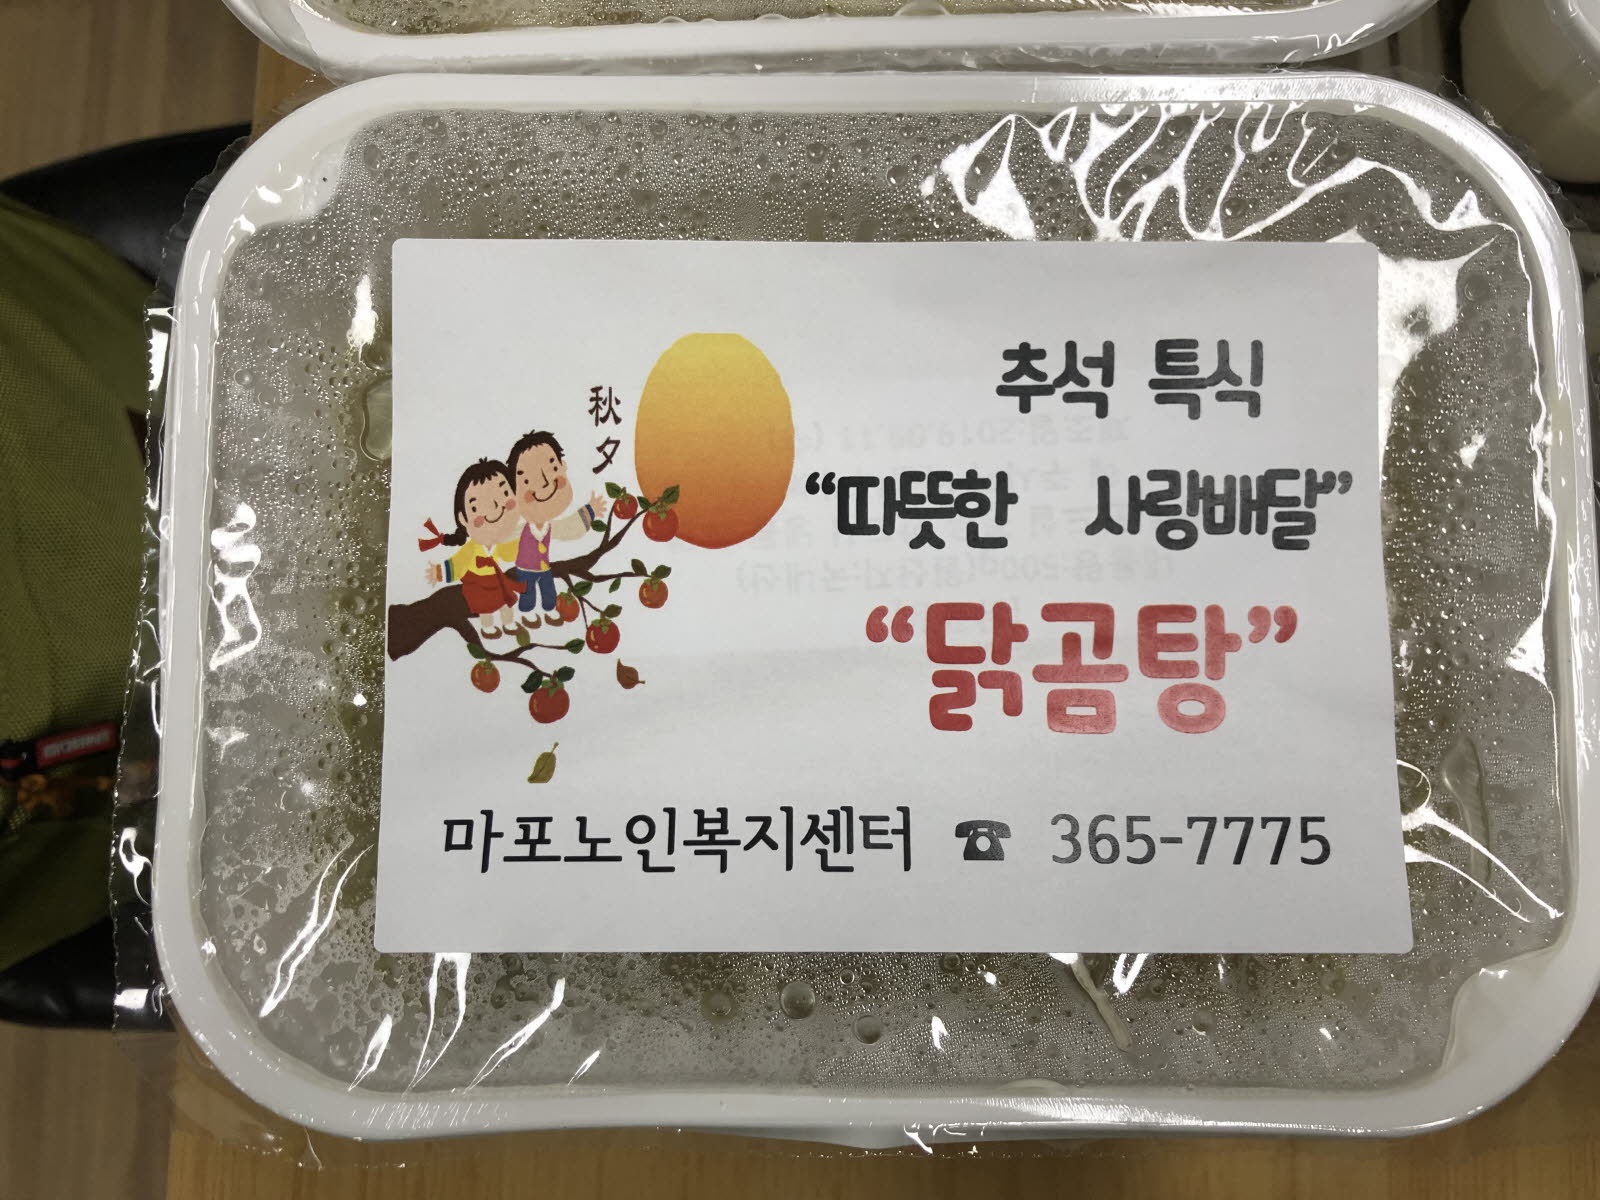 추석 특식
秋夕
“따뜻한 사랑배달”
“닭곰탕”
마포노인복지센터 ☎ 365-7775